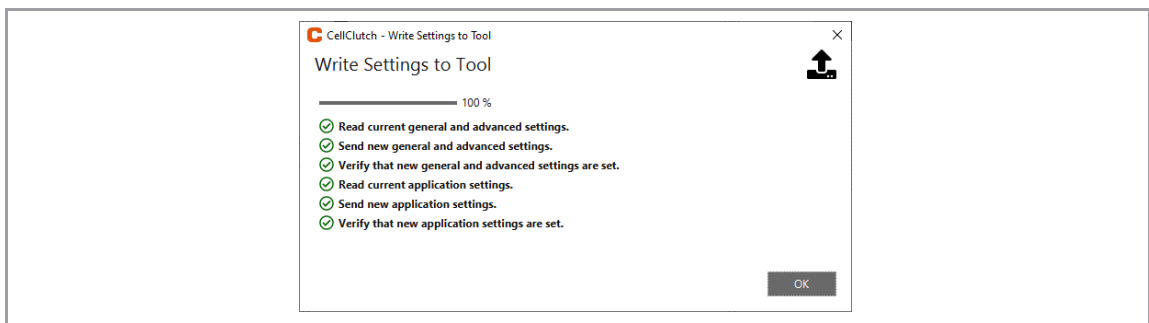 CellClutch - Write Settings to Tool
Write Settings to Tool
100 %
Read current general and advanced settings.
Send new general and advanced settings.
Verify that new general and advanced settings are set.
Read current application settings.
Send new application settings.
Verify that new application settings are set.
OK